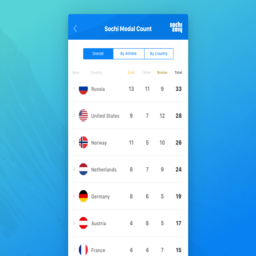 Sochi Medal Count
sochi
2014
Overall By Athlete By Country
Country Gold Silver Bronze Total
Russia 13 11 9 33
United States 9 7 12 28
Norway 11 5 10 26
Netherlands 8 7 9 24
Germany 8 6 5 19
Austria 4 8 5 17
France 4 4 7 15